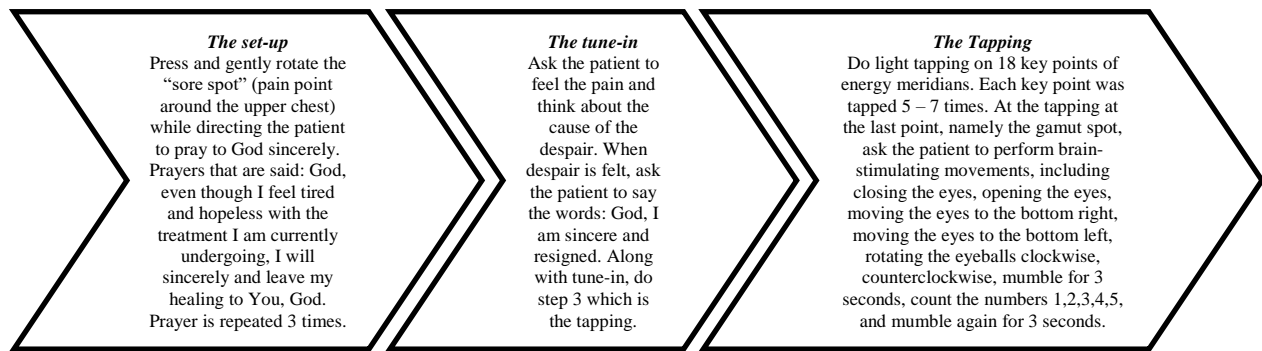 The set-up
Press and gently rotate the
“sore spot” (pain point
around the upper chest)
while directing the patient
to pray to God sincerely.
Prayers that are said: God,
even though I feel tired
and hopeless with the
treatment I am currently
undergoing, I will
sincerely and leave my
healing to You, God.
Prayer is repeated 3 times.
The tune-in
Ask the patient to
feel the pain and
think about the
cause of the
despair. When
despair is felt, ask
the patient to say
the words: God, I
am sincere and
resigned. Along
with tune-in, do
step 3 which is
the tapping.
The Tapping
Do light tapping on 18 key points of
energy meridians. Each key point was
tapped 5 – 7 times. At the tapping at
the last point, namely the gamut spot,
ask the patient to perform brain-
stimulating movements, including
closing the eyes, opening the eyes,
moving the eyes to the bottom right,
moving the eyes to the bottom left,
rotating the eyeballs clockwise,
counterclockwise, mumble for 3
seconds, count the numbers 1,2,3,4,5,
and mumble again for 3 seconds.